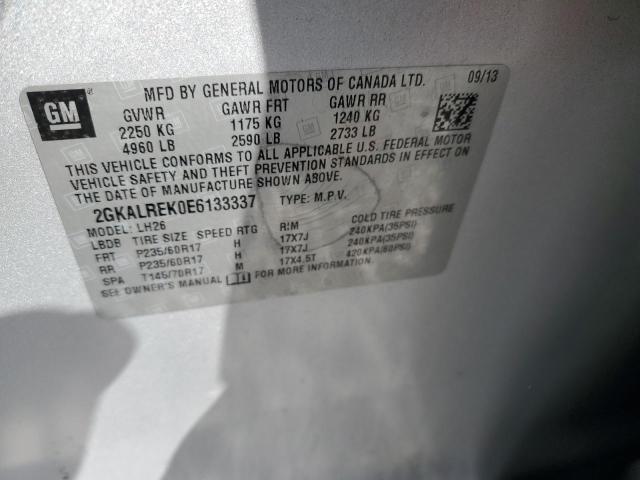 GM
MFD BY GENERAL MOTORS OF CANADA LTD. 09/13
GVWR GAWR FRT GAWR RR
2250 KG 1175 KG 1240 KG
4960 LB 2590 LB 2733 LB
THIS VEHICLE CONFORMS TO ALL APPLICABLE U.S. FEDERAL MOTOR
VEHICLE SAFETY AND THEFT PREVENTION STANDARDS IN EFFECT ON
THE DATE OF MANUFACTURE SHOWN ABOVE.
2GKALREK0E6133337 TYPE: M.P.V.
MODEL: LH26
LBDB TIRE SIZE SPEED RTG RIM COLD TIRE PRESSURE
FRT P235/60R17 H 17X7J 240KPA(35PSI)
RR P235/60R17 H 17X7J 240KPA(35PSI)
SPA T145/70R17 M 17X4.5T 420KPA(60PSI)
SEE OWNER'S MANUAL FOR MORE INFORMATION